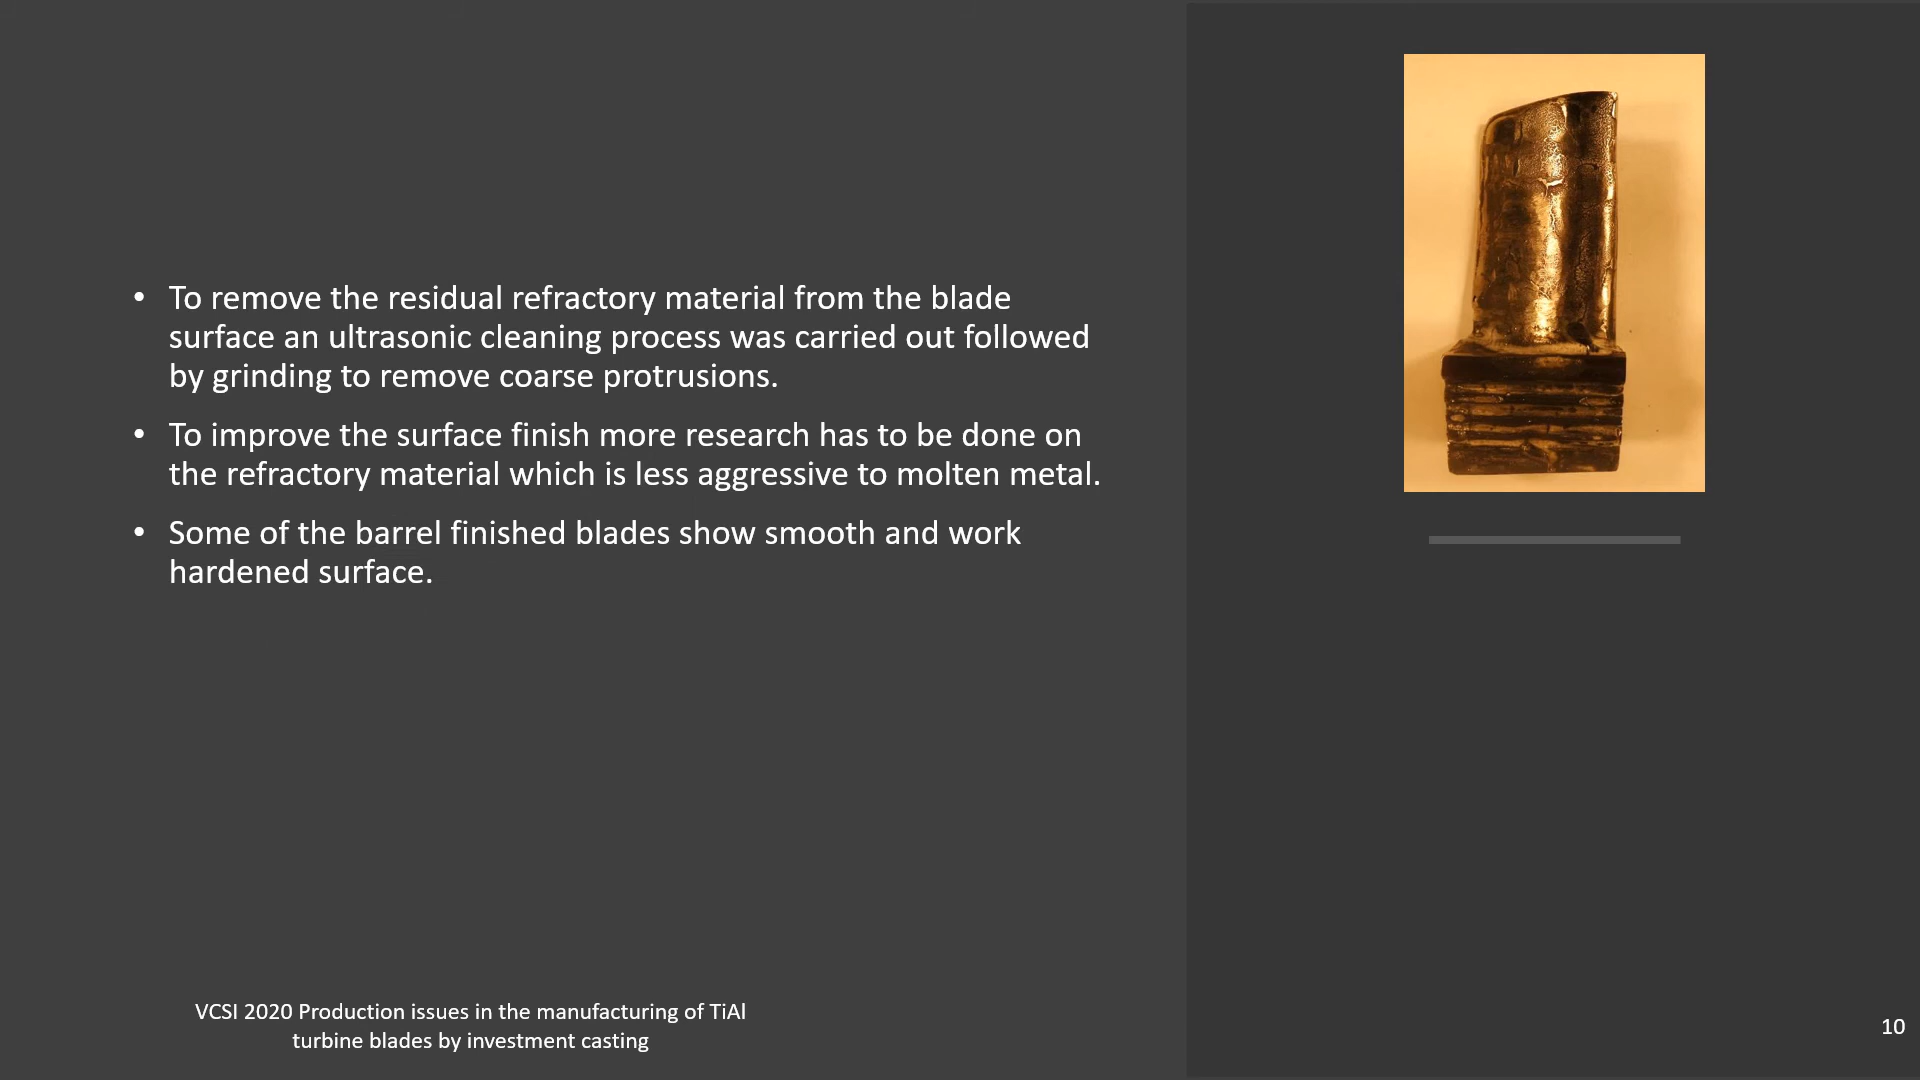 • To remove the residual refractory material from the blade
surface an ultrasonic cleaning process was carried out followed
by grinding to remove coarse protrusions.
• To improve the surface finish more research has to be done on
the refractory material which is less aggressive to molten metal.
• Some of the barrel finished blades show smooth and work
hardened surface.
VCSI 2020 Production issues in the manufacturing of TiAl
turbine blades by investment casting
10